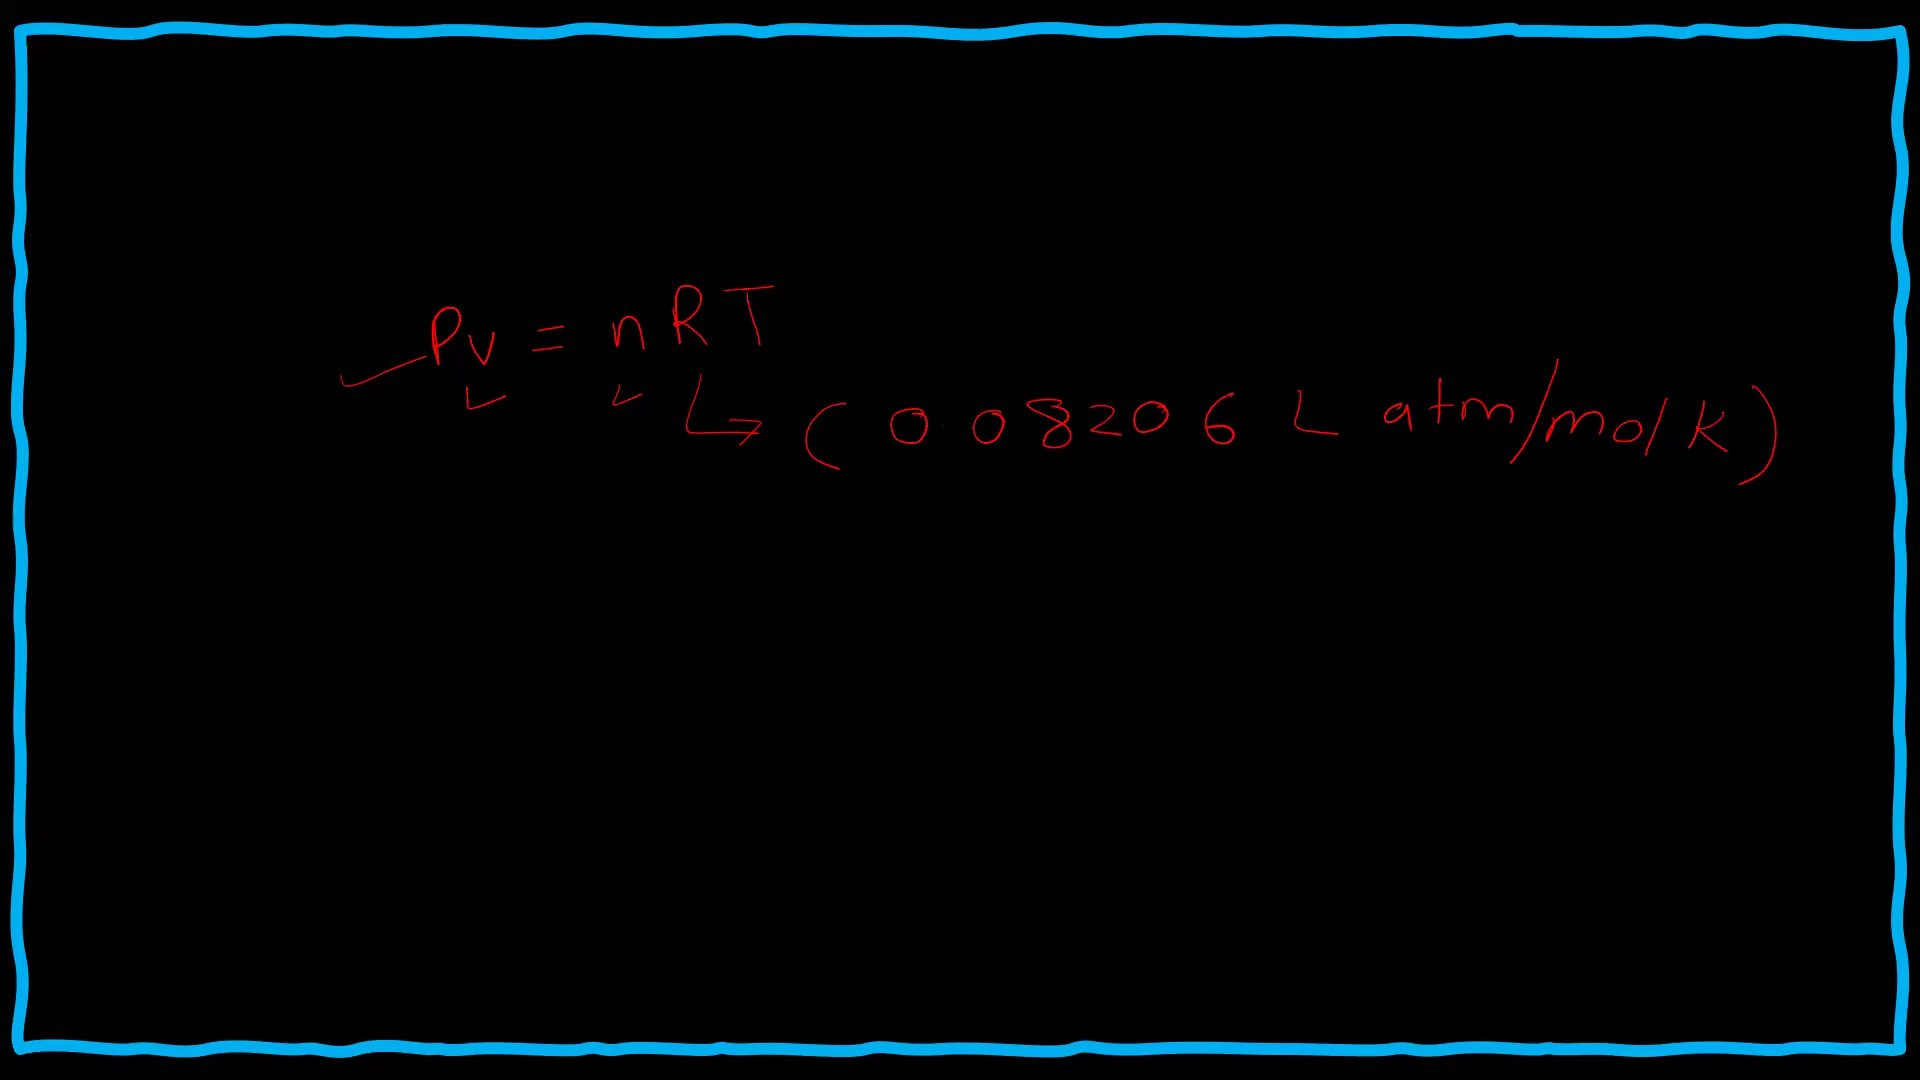 PV = nRT
(0.08206 L atm/mol K)